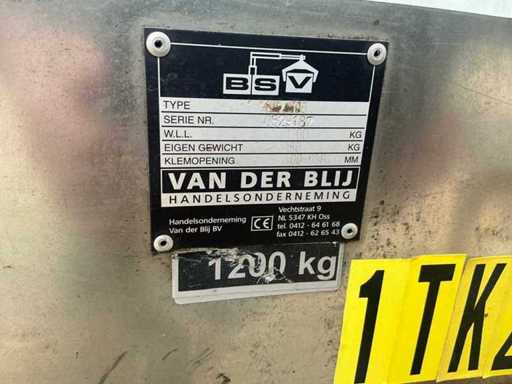 BSV
TYPE
SERIE NR.
W.L.L. KG
EIGEN GEWICHT KG
KLEMOPENING MM
VAN DER BLIJ
HANDELSONDERNEMING
Handelsonderneming
Van der Blij BV
CE
Vechtstraat 9
NL 5347 KH Oss
tel. 0412 - 64 61 68
fax 0412 - 62 65 43
1200 kg
1TK